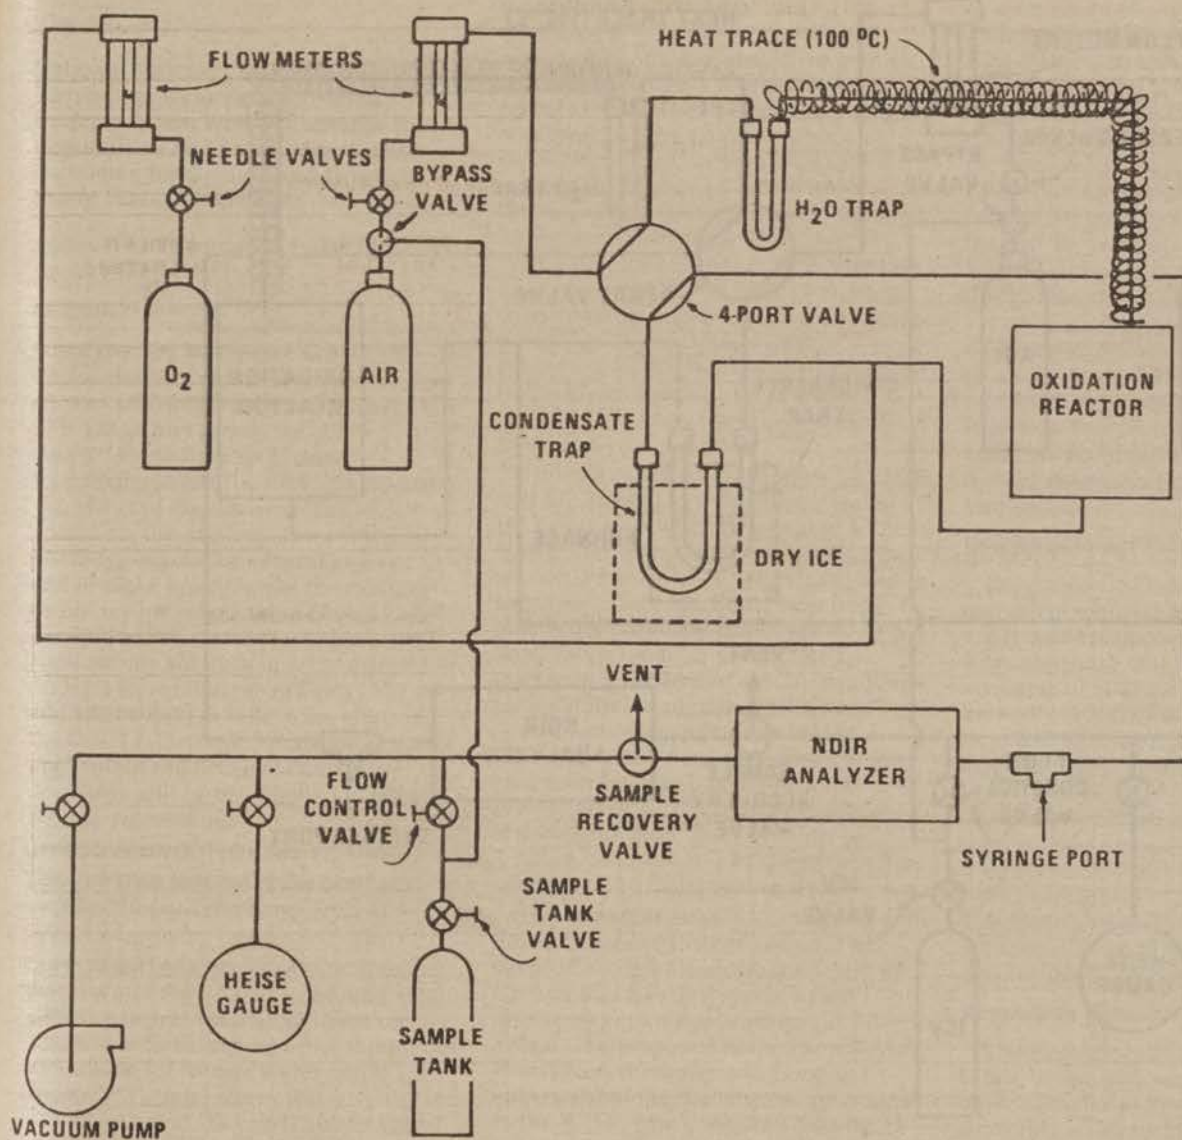 HEAT TRACE (100 ºC)
FLOW METERS
NEEDLE VALVES
BYPASS
VALVE
H2O TRAP
4-PORT VALVE
O2
AIR
OXIDATION
REACTOR
CONDENSATE
TRAP
DRY ICE
VENT
NDIR
ANALYZER
FLOW
CONTROL
VALVE
SAMPLE
RECOVERY
VALVE
SYRINGE PORT
SAMPLE
TANK
VALVE
HEISE
GAUGE
SAMPLE
TANK
VACUUM PUMP